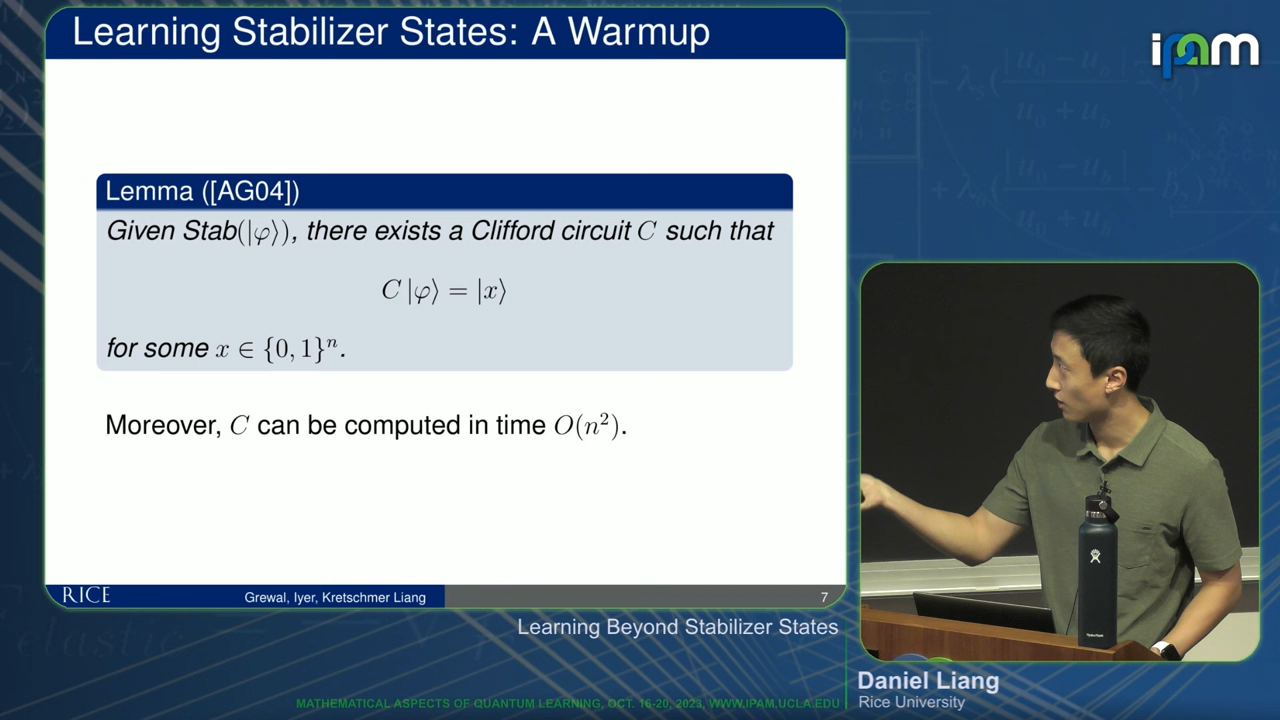 Learning Stabilizer States: A Warmup
ipam
Lemma ([AG04])
Given Stab(|φ⟩), there exists a Clifford circuit C such that
C |φ⟩ = |x⟩
for some x ∈ {0, 1}ⁿ.
Moreover, C can be computed in time O(n²).
RICE
Grewal, Iyer, Kretschmer Liang
7
Learning Beyond Stabilizer States
Daniel Liang
Rice University
MATHEMATICAL ASPECTS OF QUANTUM LEARNING, OCT. 16-20, 2023, WWW.IPAM.UCLA.EDU